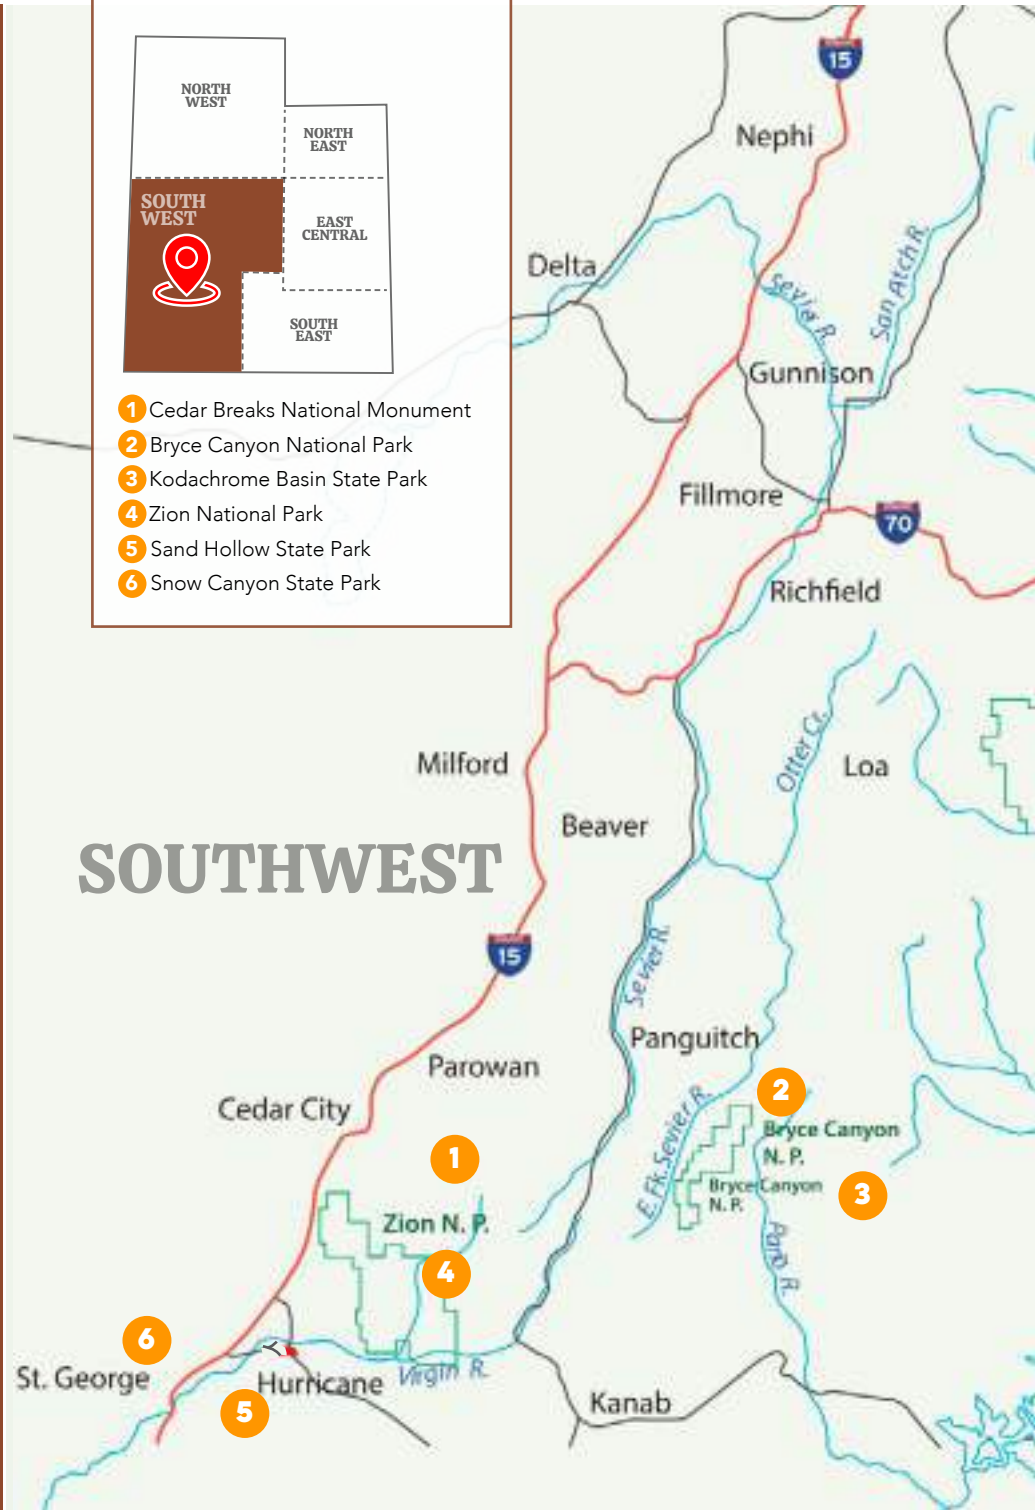 NORTH
WEST
NORTH
EAST
SOUTH
WEST
EAST
CENTRAL
SOUTH
EAST
1 Cedar Breaks National Monument
2 Bryce Canyon National Park
3 Kodachrome Basin State Park
4 Zion National Park
5 Sand Hollow State Park
6 Snow Canyon State Park
15
Nephi
Delta
Sevier R.
San Atch R.
Gunnison
Fillmore
70
Richfield
Otter Cr.
Milford
Loa
Beaver
SOUTHWEST
15
Sevier R.
Panguitch
Parowan
2
Cedar City
E. Fk. Sevier R.
Bryce Canyon
N. P.
1
Bryce Canyon
N. P.
3
Zion N. P.
Paria R.
4
6
St. George
Hurricane
Virgin R.
5
Kanab